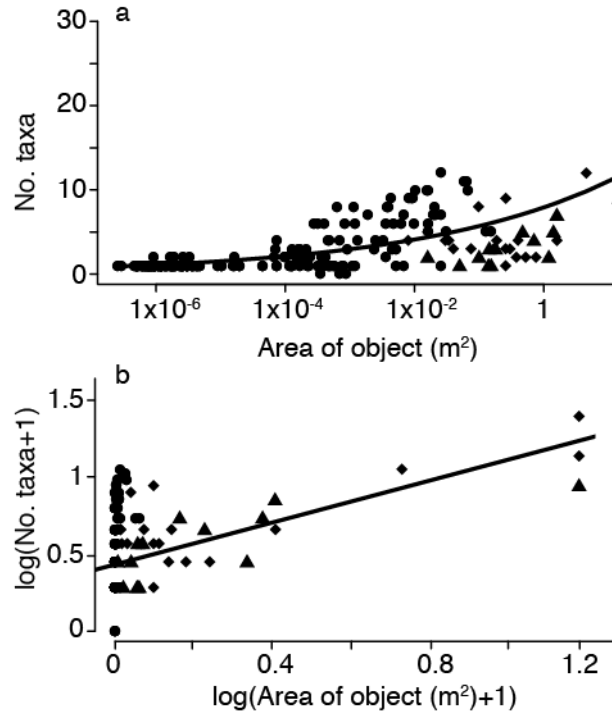 a
30
20
10
0
No. taxa
1x10⁻⁶ 1x10⁻⁴ 1x10⁻² 1
Area of object (m²)
b
1.5
1
0.5
0
log(No. taxa+1)
0 0.4 0.8 1.2
log(Area of object (m²)+1)